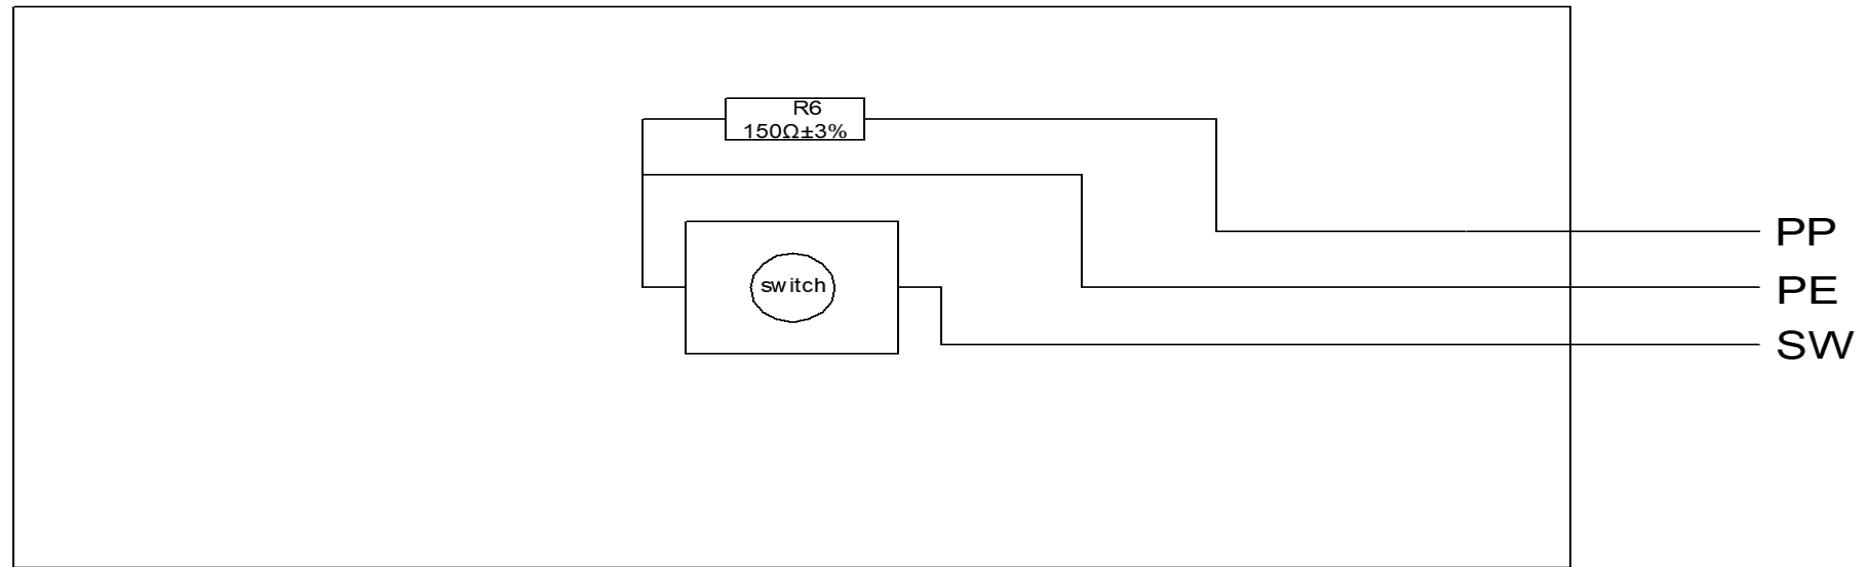 R6
150Ω±3%
PP
switch
PE
SW